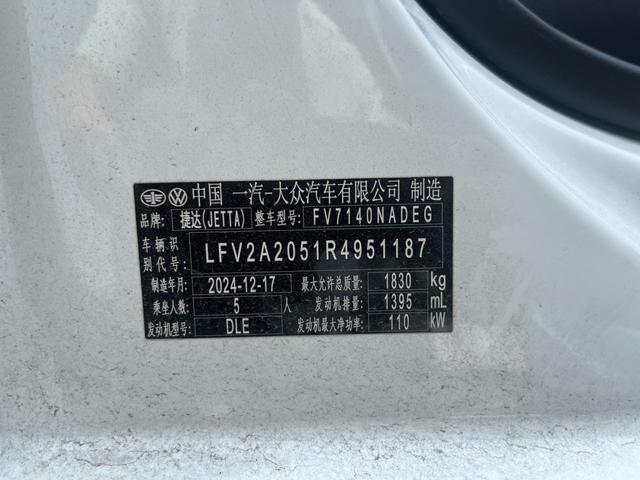 中国 一汽-大众汽车有限公司 制造
品牌: 捷达(JETTA) 整车型号: FV7140NADEG
车辆识别代号: LFV2A2051R4951187
制造年月: 2024-12-17 最大允许总质量: 1830 kg
乘坐人数: 5 人 发动机排量: 1395 mL
发动机型号: DLE 发动机最大净功率: 110 kW